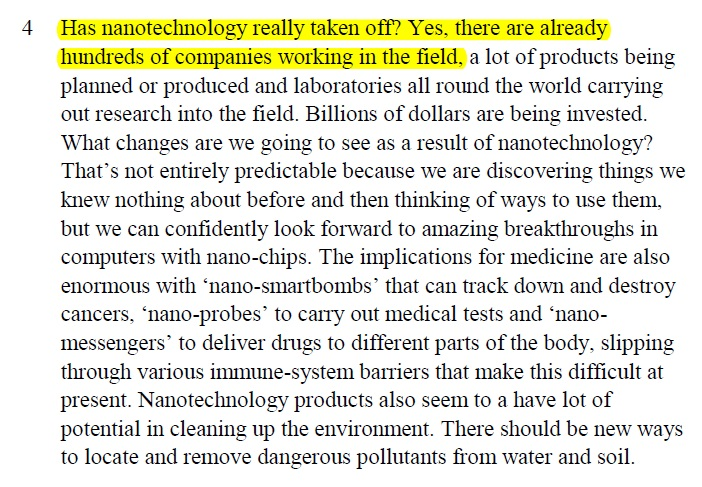 4 Has nanotechnology really taken off? Yes, there are already
hundreds of companies working in the field, a lot of products being
planned or produced and laboratories all round the world carrying
out research into the field. Billions of dollars are being invested.
What changes are we going to see as a result of nanotechnology?
That’s not entirely predictable because we are discovering things we
knew nothing about before and then thinking of ways to use them,
but we can confidently look forward to amazing breakthroughs in
computers with nano-chips. The implications for medicine are also
enormous with ‘nano-smartbombs’ that can track down and destroy
cancers, ‘nano-probes’ to carry out medical tests and ‘nano-
messengers’ to deliver drugs to different parts of the body, slipping
through various immune-system barriers that make this difficult at
present. Nanotechnology products also seem to a have lot of
potential in cleaning up the environment. There should be new ways
to locate and remove dangerous pollutants from water and soil.